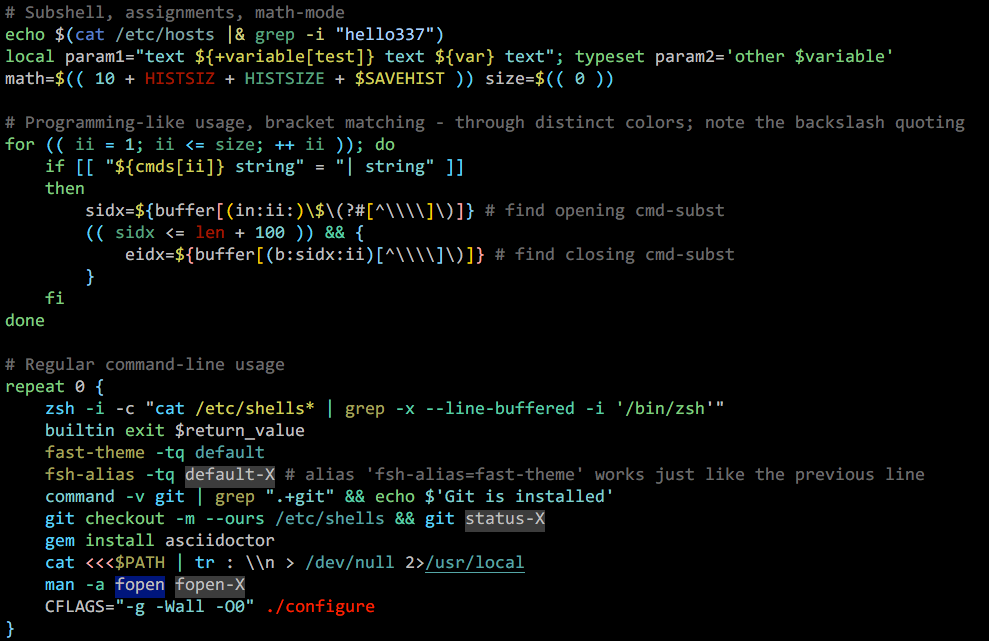 # Subshell, assignments, math-mode
echo $(cat /etc/hosts |& grep -i "hello337")
local param1="text ${+variable[test]} text ${var} text"; typeset param2='other $variable'
math=$(( 10 + HISTSIZ + HISTSIZE + $SAVEHIST )) size=$(( 0 ))

# Programming-like usage, bracket matching - through distinct colors; note the backslash quoting
for (( ii = 1; ii <= size; ++ ii )); do
    if [[ "${cmds[ii]} string" = "| string" ]]
    then
        sidx=${buffer[(in:ii:)\$\(?#[^\\\\]\)]} # find opening cmd-subst
        (( sidx <= len + 100 )) && {
            eidx=${buffer[(b:sidx:ii)[^\\\\]\)]} # find closing cmd-subst
        }
    fi
done

# Regular command-line usage
repeat 0 {
    zsh -i -c "cat /etc/shells* | grep -x --line-buffered -i '/bin/zsh'"
    builtin exit $return_value
    fast-theme -tq default
    fsh-alias -tq default-X # alias 'fsh-alias=fast-theme' works just like the previous line
    command -v git | grep ".+git" && echo $'Git is installed'
    git checkout -m --ours /etc/shells && git status-X
    gem install asciidoctor
    cat <<<$PATH | tr : \\n > /dev/null 2>/usr/local
    man -a fopen fopen-X
    CFLAGS="-g -Wall -O0" ./configure
}